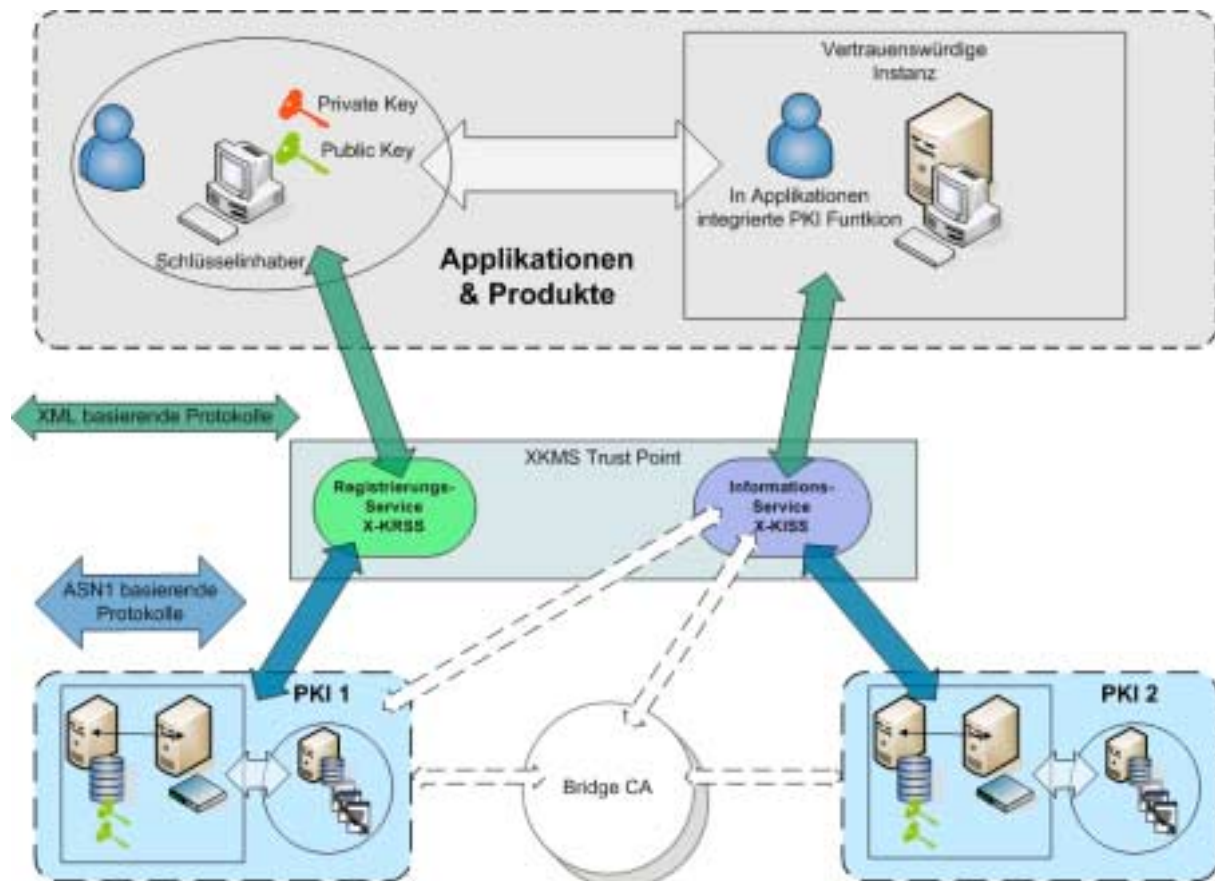 Vertrauenswürdige
Instanz
Private Key
Public Key
In Applikationen
integrierte PKI Funtkion
Schlüsselinhaber
Applikationen
& Produkte
XML basierende Protokolle
XKMS Trust Point
Registrierungs-
Service
X-KRSS
Informations-
Service
X-KISS
ASN1 basierende
Protokolle
PKI 1
PKI 2
Bridge CA